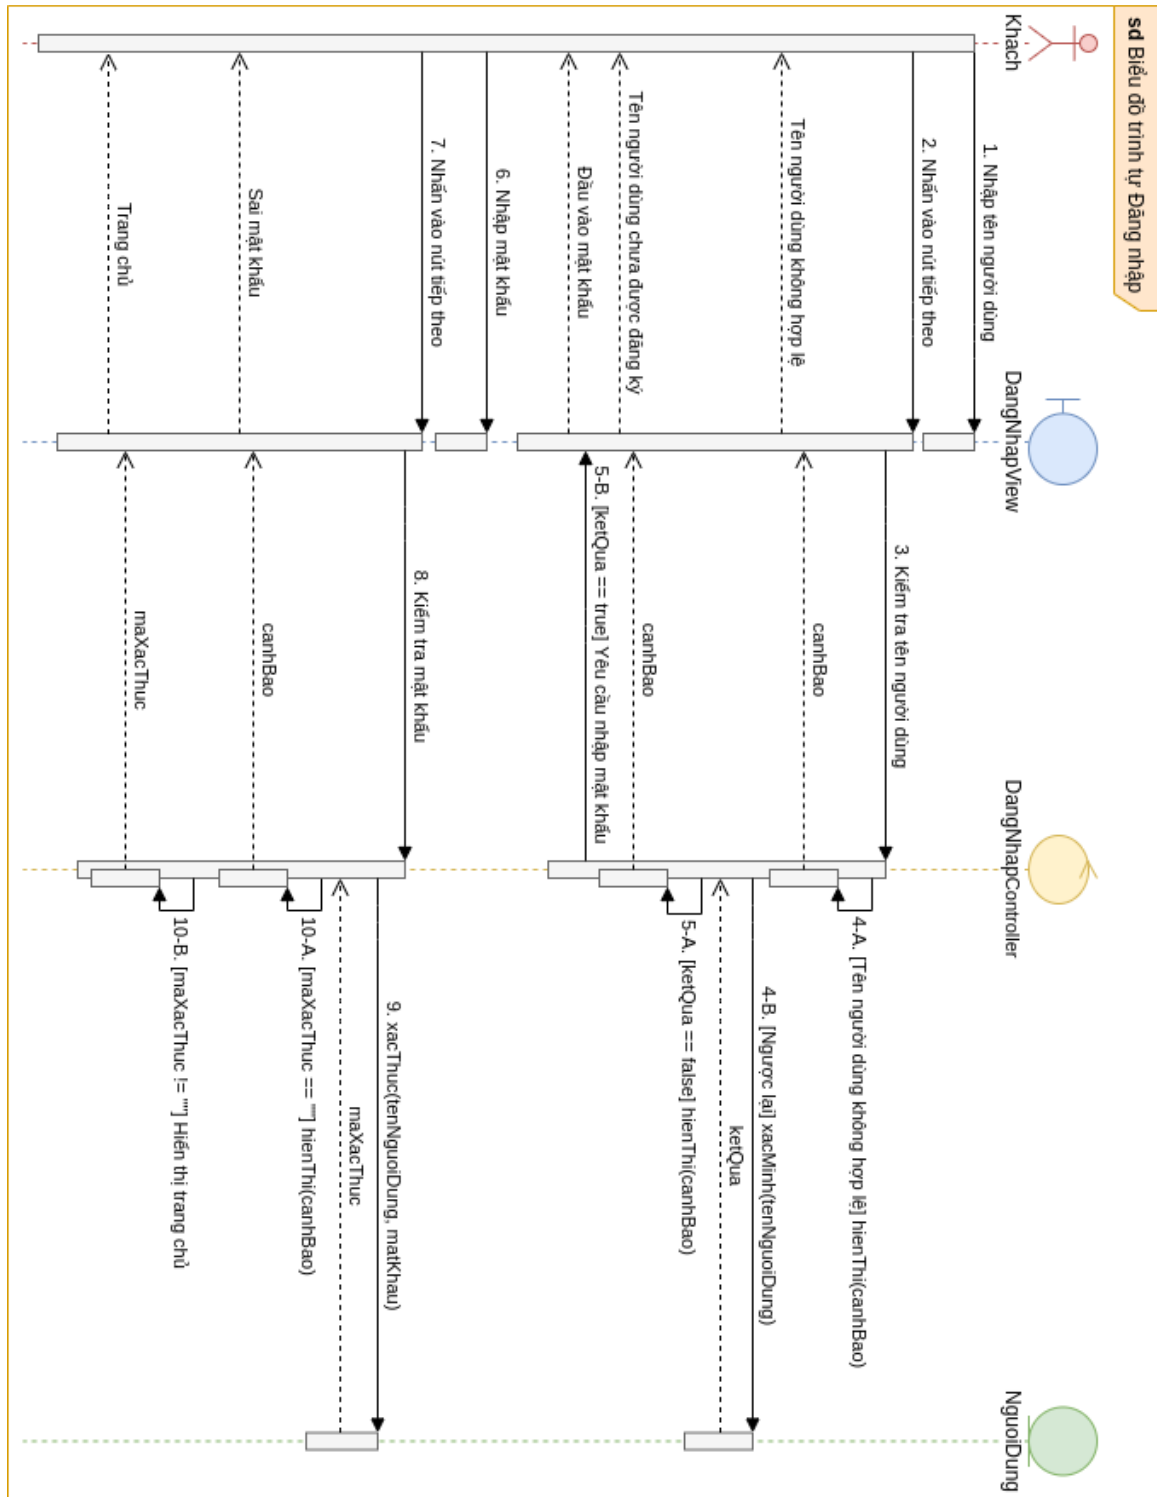 sd Biểu đồ trình tự Đăng nhập
Khach
DangNhapView
DangNhapController
NguoiDung
1. Nhập tên người dùng
2. Nhấn vào nút tiếp theo
3. Kiểm tra tên người dùng
4-A. [Tên người dùng không hợp lệ] hienThi(canhBao)
canhBao
Tên người dùng không hợp lệ
4-B. [Ngược lại] xacMinh(tenNguoiDung)
ketQua
5-A. [ketQua == false] hienThi(canhBao)
canhBao
Tên người dùng chưa được đăng ký
5-B. [ketQua == true] Yêu cầu nhập mật khẩu
Đầu vào mật khẩu
6. Nhập mật khẩu
7. Nhấn vào nút tiếp theo
8. Kiểm tra mật khẩu
9. xacThuc(tenNguoiDung, matKhau)
maXacThuc
10-A. [maXacThuc == ""] hienThi(canhBao)
canhBao
Sai mật khẩu
10-B. [maXacThuc != ""] Hiển thị trang chủ
maXacThuc
Trang chủ